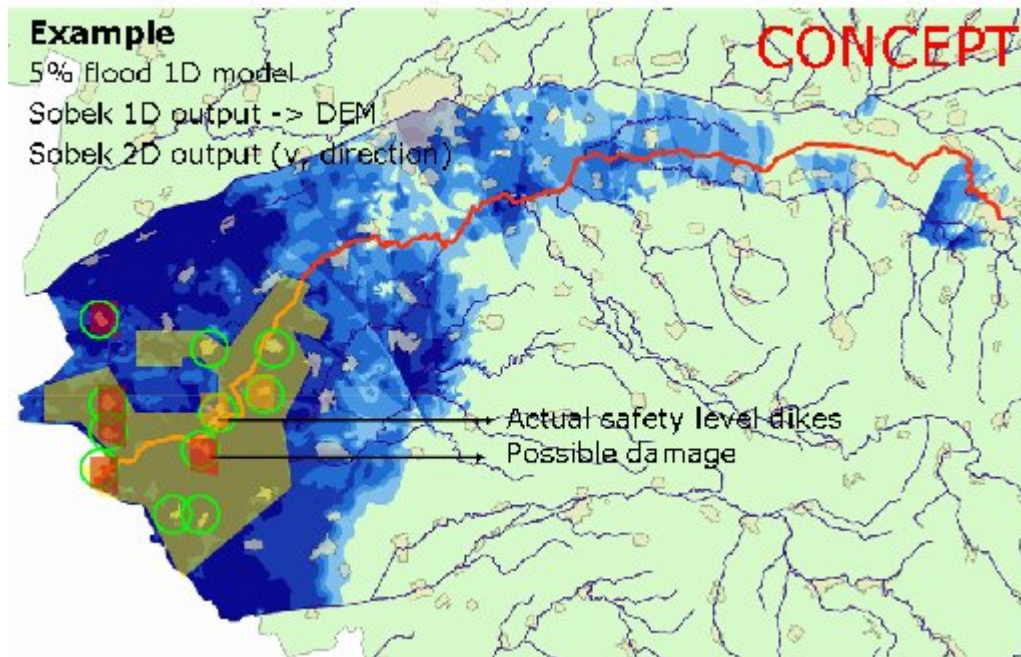 Example
CONCEPT
5% flood 1D model
Sobek 1D output -> DEM
Sobek 2D output (v, direction)
Actual safety level dikes
Possible damage